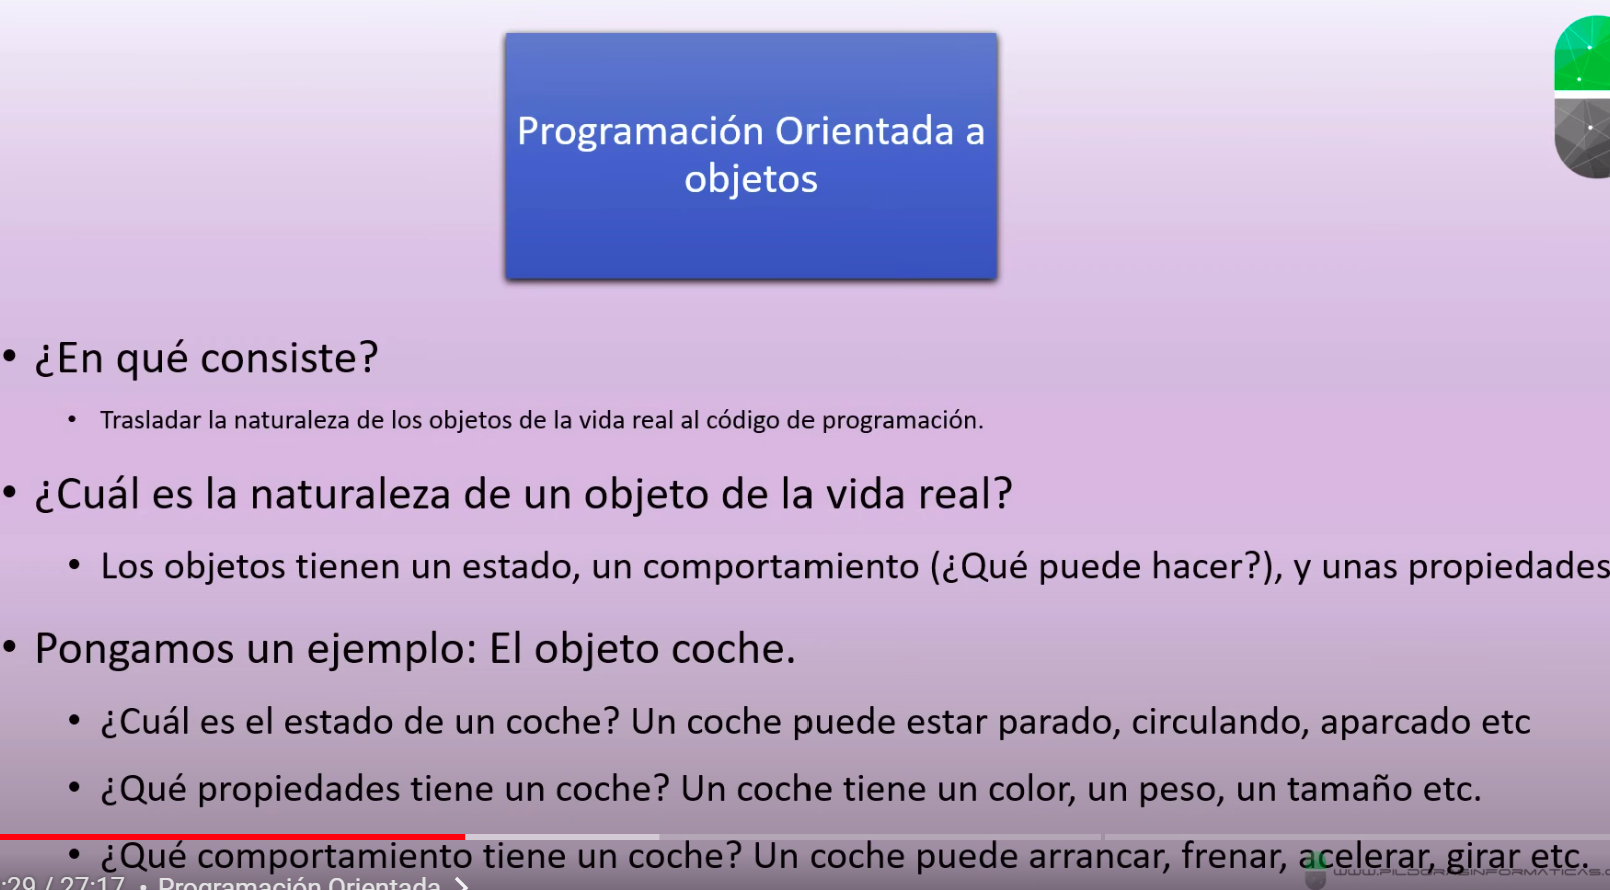 Programación Orientada a
objetos
• ¿En qué consiste?
• Trasladar la naturaleza de los objetos de la vida real al código de programación.
• ¿Cuál es la naturaleza de un objeto de la vida real?
• Los objetos tienen un estado, un comportamiento (¿Qué puede hacer?), y unas propiedades
• Pongamos un ejemplo: El objeto coche.
• ¿Cuál es el estado de un coche? Un coche puede estar parado, circulando, aparcado etc
• ¿Qué propiedades tiene un coche? Un coche tiene un color, un peso, un tamaño etc.
• ¿Qué comportamiento tiene un coche? Un coche puede arrancar, frenar, acelerar, girar etc.
WWW.PILDORASINFORMATICAS.C
:29 / 27:17 • Programación Orientada >